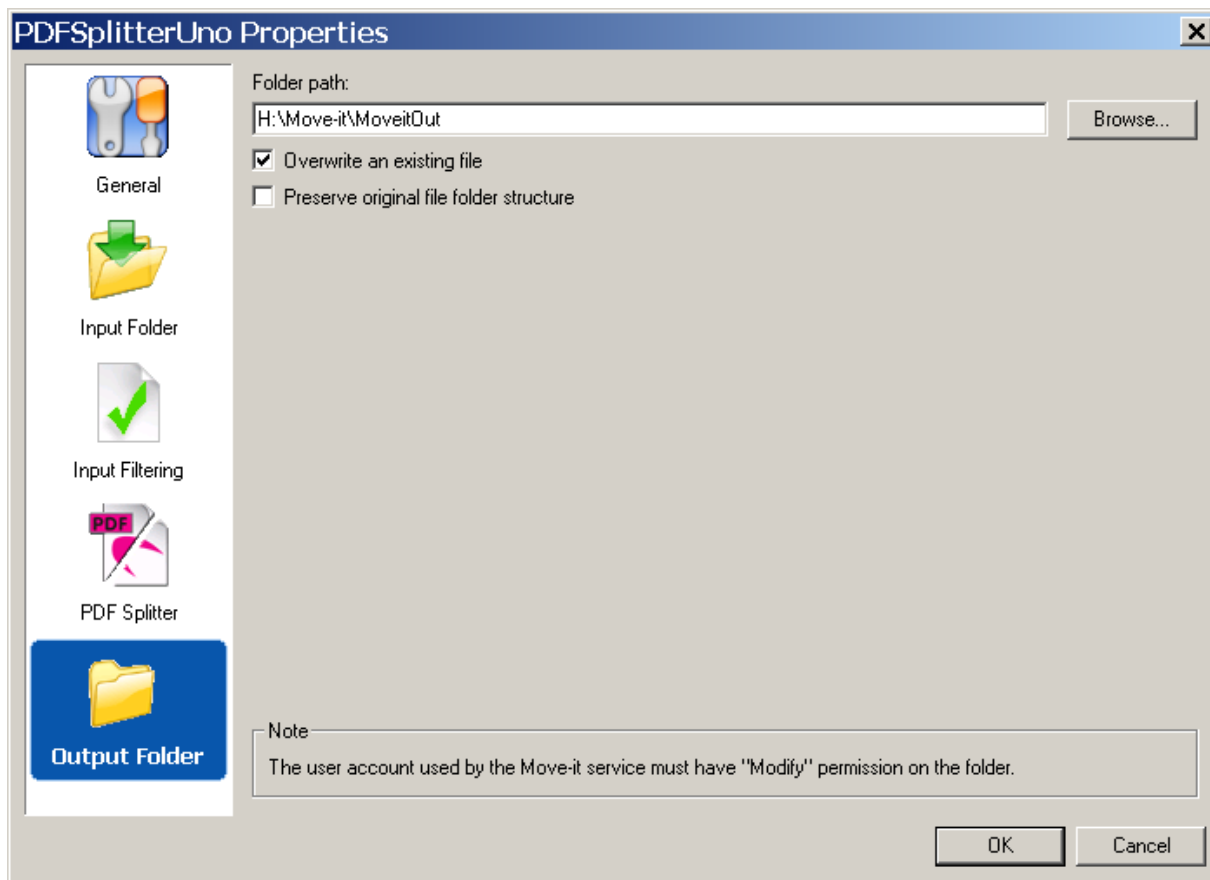 PDFSplitterUno Properties
General
Input Folder
Input Filtering
PDF
PDF Splitter
Output Folder
Folder path:
H:\Move-it\MoveitOut
Browse...
Overwrite an existing file
Preserve original file folder structure
Note
The user account used by the Move-it service must have "Modify" permission on the folder.
OK
Cancel